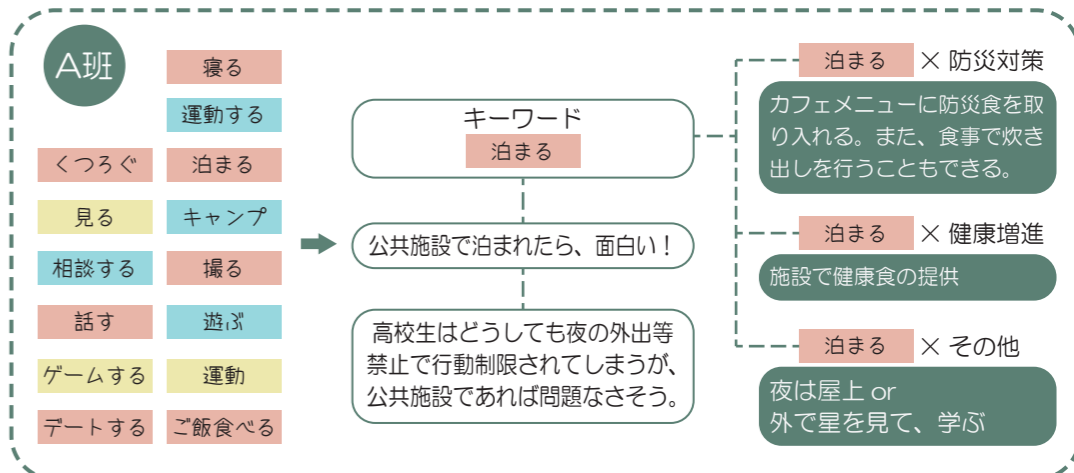 A班
寝る
運動する
くつろぐ
泊まる
見る
キャンプ
相談する
撮る
話す
遊ぶ
ゲームする
運動
デートする
ご飯食べる
キーワード
泊まる
公共施設で泊まれたら、面白い！
高校生はどうしても夜の外出等
禁止で行動制限されてしまうが、
公共施設であれば問題なさそう。
泊まる × 防災対策
カフェメニューに防災食を取
り入れる。また、食事で炊き
出しを行うこともできる。
泊まる × 健康増進
施設で健康食の提供
泊まる × その他
夜は屋上 or
外で星を見て、学ぶ